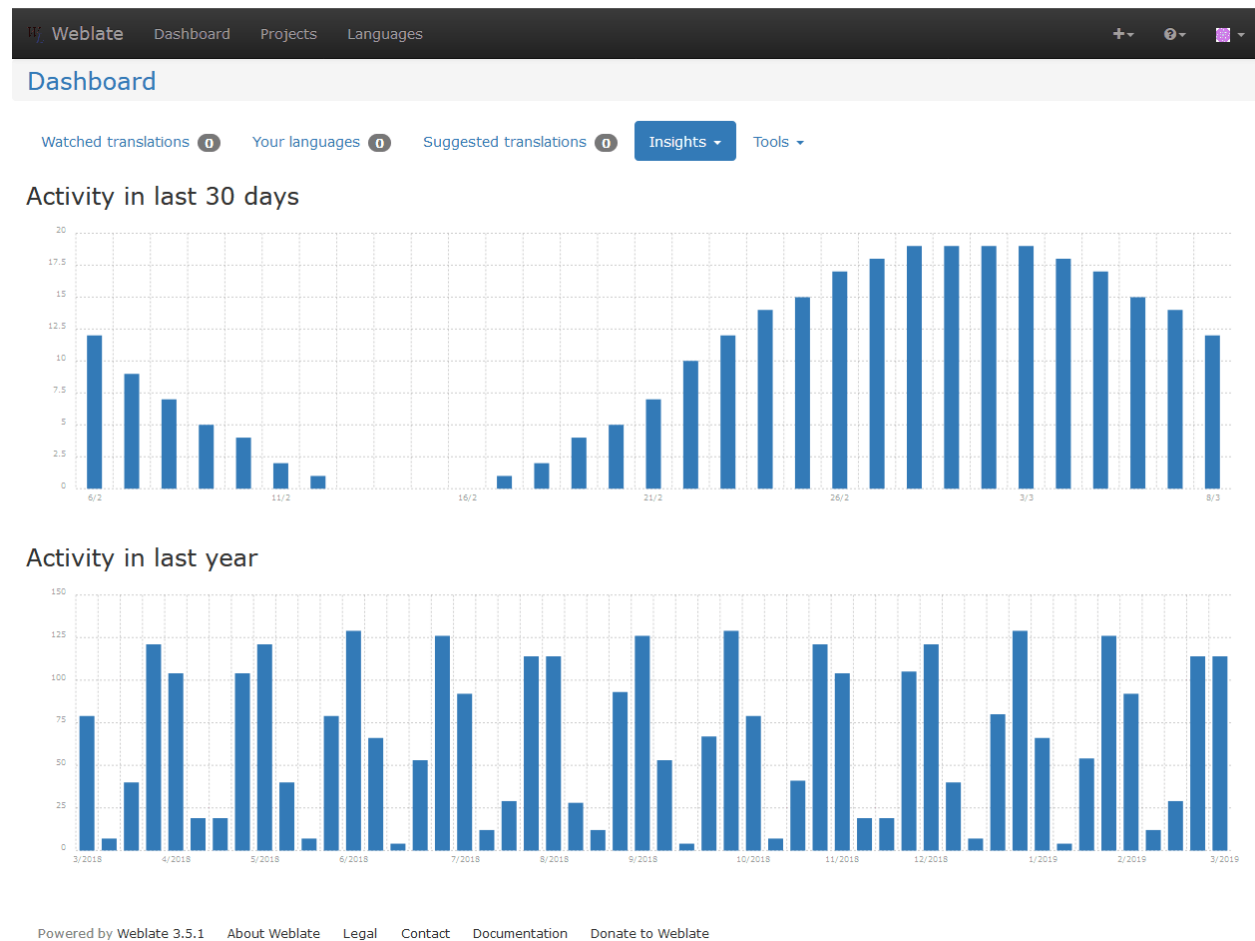 Weblate Dashboard Projects Languages
Dashboard
Watched translations 0 Your languages 0 Suggested translations 0 Insights Tools
Activity in last 30 days
20
17.5
15
12.5
10
7.5
5
2.5
0
6/2 11/2 16/2 21/2 26/2 3/3 8/3
Activity in last year
150
125
100
75
50
25
0
3/2018 4/2018 5/2018 6/2018 7/2018 8/2018 9/2018 10/2018 11/2018 12/2018 1/2019 2/2019 3/2019
Powered by Weblate 3.5.1 About Weblate Legal Contact Documentation Donate to Weblate